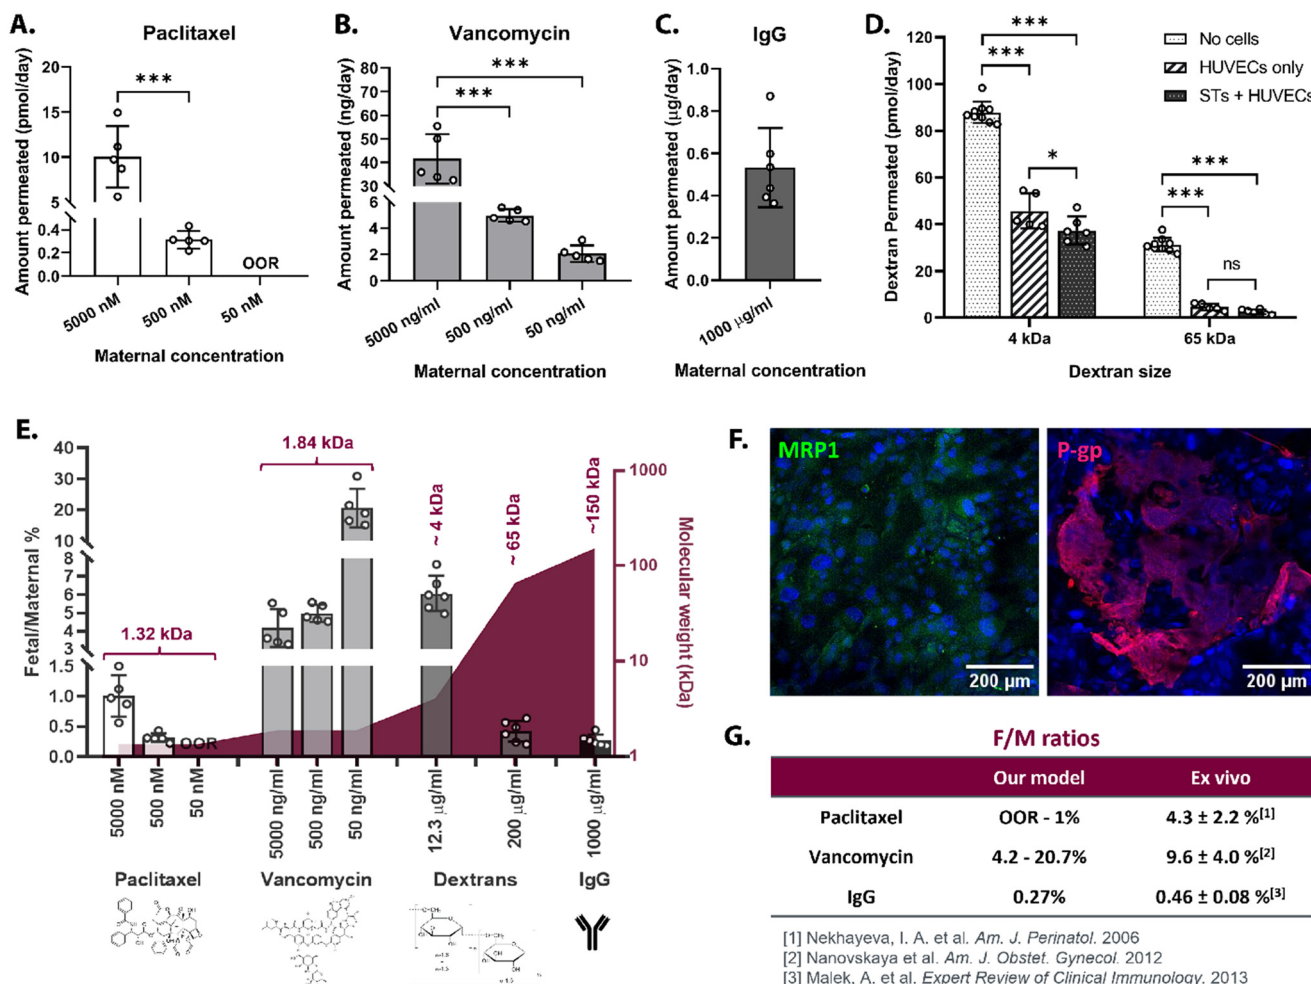 A.
Paclitaxel
***
Amount permeated (pmol/day)
15
10
5
0.4
0.2
0.0
OOR
5000 nM
500 nM
50 nM
Maternal concentration
B.
Vancomycin
***
***
Amount permeated (ng/day)
80
70
60
50
40
30
6
4
2
0
5000 ng/ml
500 ng/ml
50 ng/ml
Maternal concentration
C.
IgG
Amount permeated (µg/day)
1.0
0.8
0.6
0.4
0.2
0.0
1000 µg/ml
Maternal concentration
D.
Dextran Permeated (pmol/day)
120
100
80
60
40
20
0
***
***
*
***
***
ns
No cells
HUVECs only
STs + HUVECs
4 kDa
65 kDa
Dextran size
E.
Fetal/Maternal %
40
30
20
10
8
7
6
5
4
3
1.5
1.0
0.5
0.0
1.32 kDa
1.84 kDa
~ 4 kDa
~ 65 kDa
~150 kDa
OOR
1000
100
10
1
Molecular weight (kDa)
5000 nM
500 nM
50 nM
5000 ng/ml
500 ng/ml
50 ng/ml
12.3 µg/ml
200 µg/ml
1000 µg/ml
Paclitaxel
Vancomycin
Dextrans
IgG
F.
MRP1
200 µm
P-gp
200 µm
G.
F/M ratios
Our model Ex vivo
Paclitaxel OOR - 1% 4.3 ± 2.2 %[1]
Vancomycin 4.2 - 20.7% 9.6 ± 4.0 %[2]
IgG 0.27% 0.46 ± 0.08 %[3]
[1] Nekhayeva, I. A. et al. Am. J. Perinatol. 2006
[2] Nanovskaya et al. Am. J. Obstet. Gynecol. 2012
[3] Malek, A. et al. Expert Review of Clinical Immunology. 2013